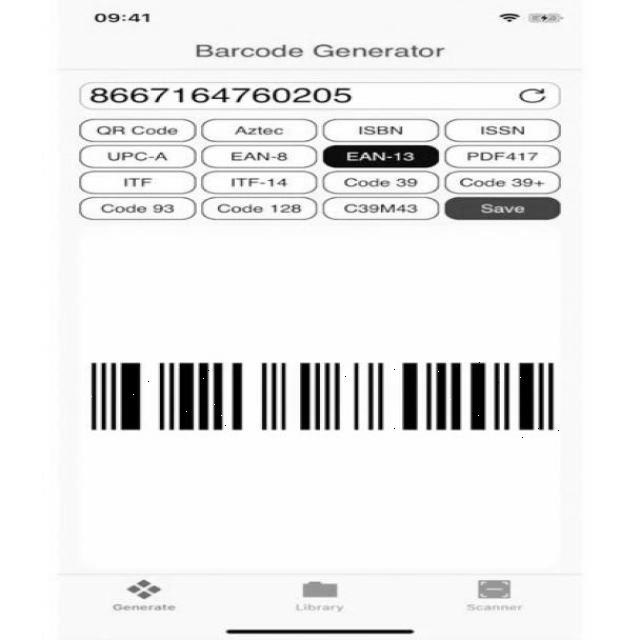 09:41
Barcode Generator
8667164760205
QR Code Aztec ISBN ISSN
UPC-A EAN-8 EAN-13 PDF417
ITF ITF-14 Code 39 Code 39+
Code 93 Code 128 C39M43 Save
Generate Library Scanner